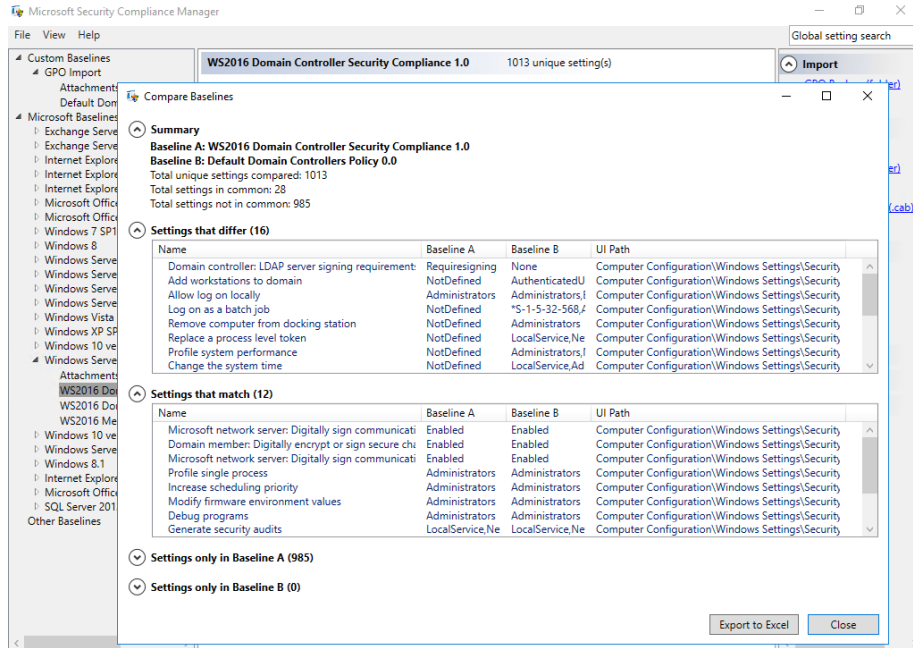 Microsoft Security Compliance Manager
File View Help
Global setting search
Custom Baselines
GPO Import
Attachments
Default Dom
Microsoft Baselines
Exchange Serve
Exchange Serve
Internet Explore
Internet Explore
Internet Explore
Microsoft Office
Microsoft Office
Windows 7 SP1
Windows 8
Windows Serve
Windows Serve
Windows Serve
Windows Serve
Windows Vista
Windows XP SP
Windows 10 ve
Windows Serve
Attachments
WS2016 Do
WS2016 Do
WS2016 Me
Windows 10 ve
Windows Serve
Windows 8.1
Internet Explore
Microsoft Office
SQL Server 201
Other Baselines
WS2016 Domain Controller Security Compliance 1.0 1013 unique setting(s)
Import
er)
er)
(.cab)
Compare Baselines
Summary
Baseline A: WS2016 Domain Controller Security Compliance 1.0
Baseline B: Default Domain Controllers Policy 0.0
Total unique settings compared: 1013
Total settings in common: 28
Total settings not in common: 985
Settings that differ (16)
Name Baseline A Baseline B UI Path
Domain controller: LDAP server signing requirement: Requiresigning None Computer Configuration\Windows Settings\Security
Add workstations to domain NotDefined AuthenticatedU Computer Configuration\Windows Settings\Security
Allow log on locally Administrators Administrators, Computer Configuration\Windows Settings\Security
Log on as a batch job NotDefined *S-1-5-32-568, Computer Configuration\Windows Settings\Security
Remove computer from docking station NotDefined Administrators Computer Configuration\Windows Settings\Security
Replace a process level token NotDefined LocalService,Ne Computer Configuration\Windows Settings\Security
Profile system performance NotDefined Administrators, Computer Configuration\Windows Settings\Security
Change the system time NotDefined LocalService,Ad Computer Configuration\Windows Settings\Security
Settings that match (12)
Name Baseline A Baseline B UI Path
Microsoft network server: Digitally sign communicati Enabled Enabled Computer Configuration\Windows Settings\Security
Domain member: Digitally encrypt or sign secure cha Enabled Enabled Computer Configuration\Windows Settings\Security
Microsoft network server: Digitally sign communicati Enabled Enabled Computer Configuration\Windows Settings\Security
Profile single process Administrators Administrators Computer Configuration\Windows Settings\Security
Increase scheduling priority Administrators Administrators Computer Configuration\Windows Settings\Security
Modify firmware environment values Administrators Administrators Computer Configuration\Windows Settings\Security
Debug programs Administrators Administrators Computer Configuration\Windows Settings\Security
Generate security audits LocalService,Ne LocalService,Ne Computer Configuration\Windows Settings\Security
Settings only in Baseline A (985)
Settings only in Baseline B (0)
Export to Excel Close